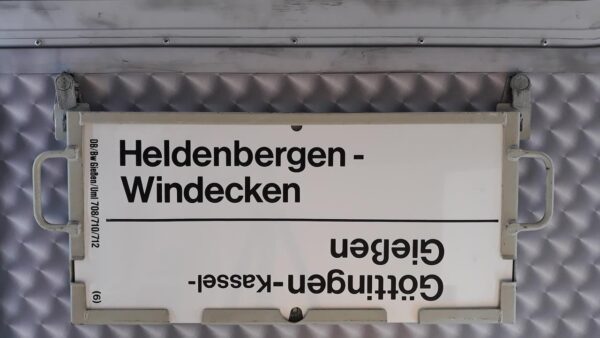 Heldenbergen-
Windecken
Göttingen-Kassel-
Gießen
DB/Bw Gießen/Uml 708/710/712
(6)